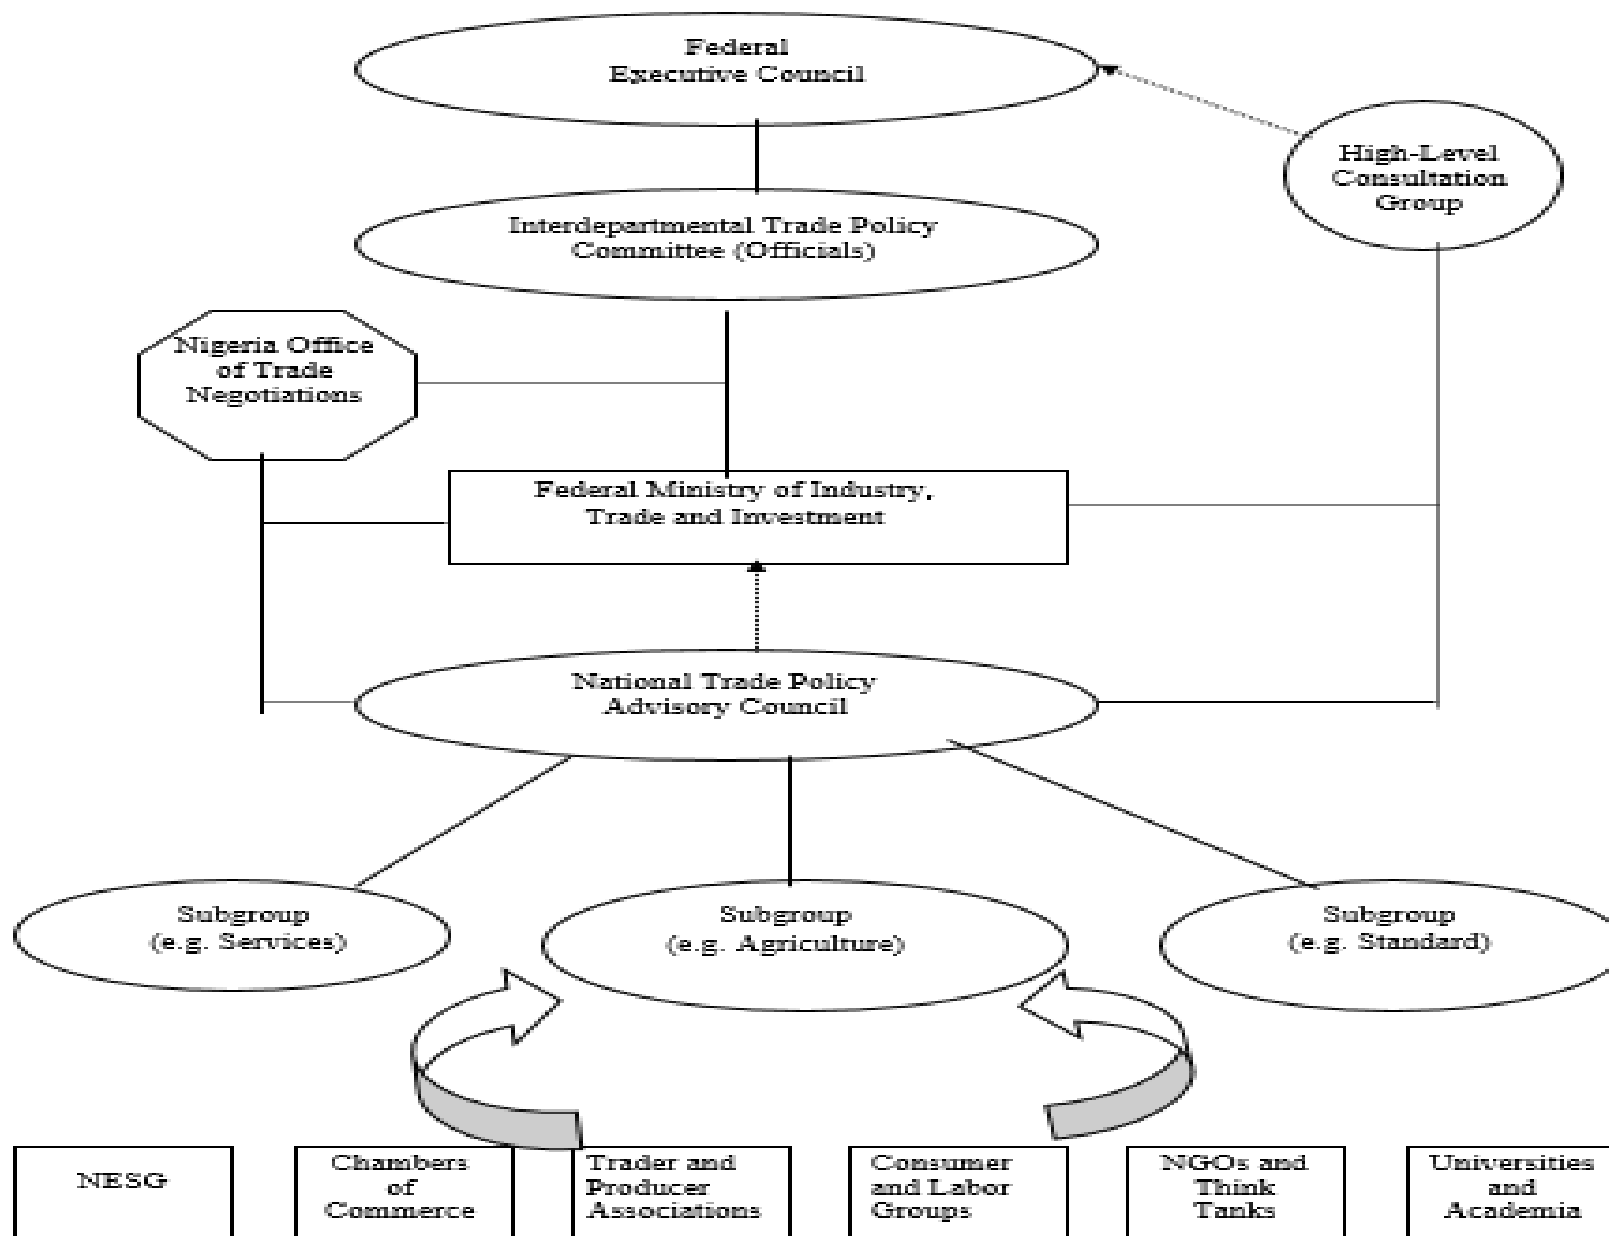 Federal
Executive Council
High-Level
Consultation
Group
Interdepartmental Trade Policy
Committee (Officials)
Nigeria Office
of Trade
Negotiations
Federal Ministry of Industry,
Trade and Investment
National Trade Policy
Advisory Council
Subgroup
(e.g. Services)
Subgroup
(e.g. Agriculture)
Subgroup
(e.g. Standard)
NESG
Chambers
of
Commerce
Trader and
Producer
Associations
Consumer
and Labor
Groups
NGOs and
Think
Tanks
Universities
and
Academia